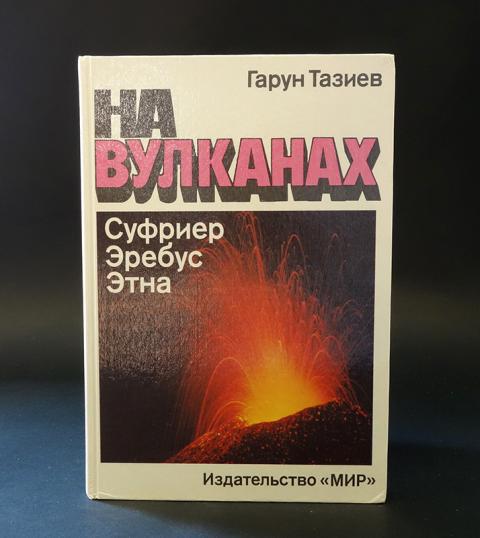 Гарун Тазиев
НА
ВУЛКАНАХ
Суфриер
Эребус
Этна
Издательство «МИР»